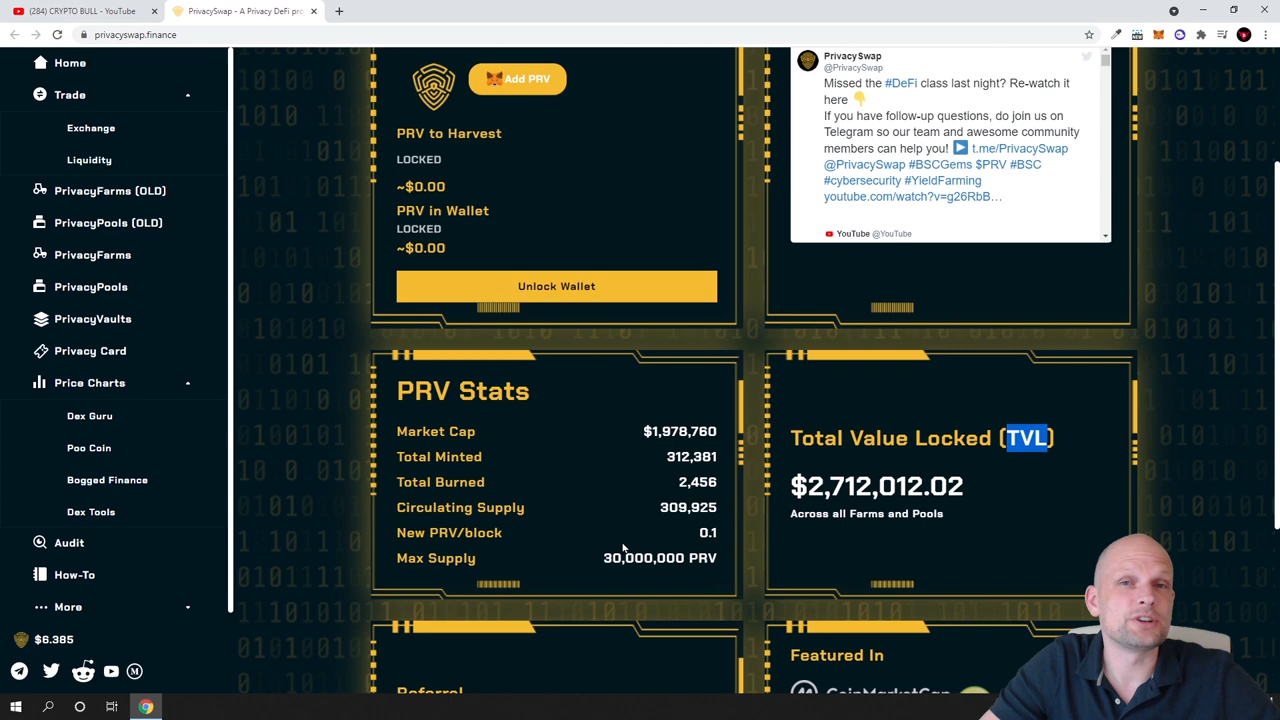 (284) CRYPTO BULL - YouTube
PrivacySwap - A Privacy DeFi pro
privacyswap.finance
Home
Trade
Exchange
Liquidity
PrivacyFarms (OLD)
PrivacyPools (OLD)
PrivacyFarms
PrivacyPools
PrivacyVaults
Privacy Card
Price Charts
Dex Guru
Poo Coin
Bogged Finance
Dex Tools
Audit
How-To
More
$6.385
Add PRV
PRV to Harvest
LOCKED
~$0.00
PRV in Wallet
LOCKED
~$0.00
Unlock Wallet
PrivacySwap
@PrivacySwap
Missed the #DeFi class last night? Re-watch it
here 👇
If you have follow-up questions, do join us on
Telegram so our team and awesome community
members can help you! ▶️ t.me/PrivacySwap
@PrivacySwap #BSCGems $PRV #BSC
#cybersecurity #YieldFarming
youtube.com/watch?v=g26RbB…
YouTube @YouTube
PRV Stats
Market Cap $1,978,760
Total Minted 312,381
Total Burned 2,456
Circulating Supply 309,925
New PRV/block 0.1
Max Supply 30,000,000 PRV
Total Value Locked (TVL)
$2,712,012.02
Across all Farms and Pools
Referral
Featured In
CoinMarketCap